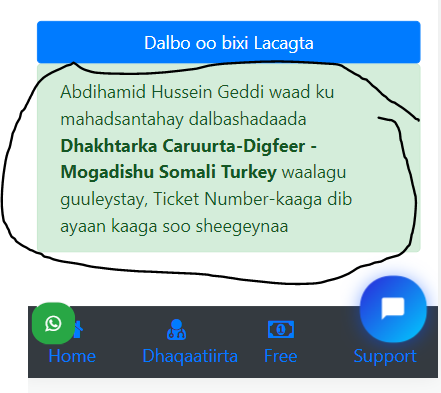 Dalbo oo bixi Lacagta
Abdihamid Hussein Geddi waad ku
mahadsantahay dalbashadaada
Dhakhtarka Caruurta-Digfeer -
Mogadishu Somali Turkey waalagu
guuleystay, Ticket Number-kaaga dib
ayaan kaaga soo sheegeynaa
Home
Dhaqaatiirta
Free
Support